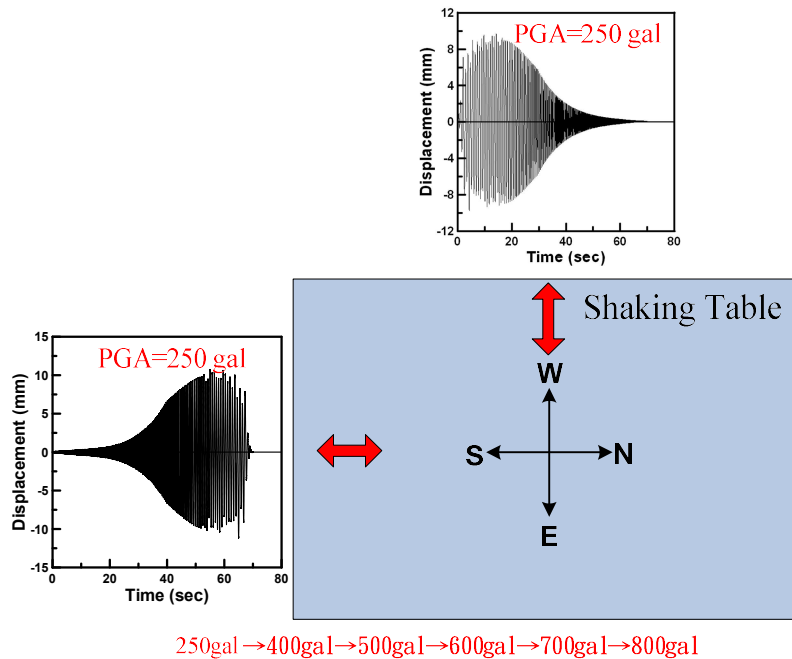 PGA=250 gal
Displacement (mm)
12
8
4
0
-4
-8
-12
0 20 40 60 80
Time (sec)
Shaking Table
W
S N
E
PGA=250 gal
Displacement (mm)
15
10
5
0
-5
-10
-15
0 20 40 60 80
Time (sec)
250gal→400gal→500gal→600gal→700gal→800gal